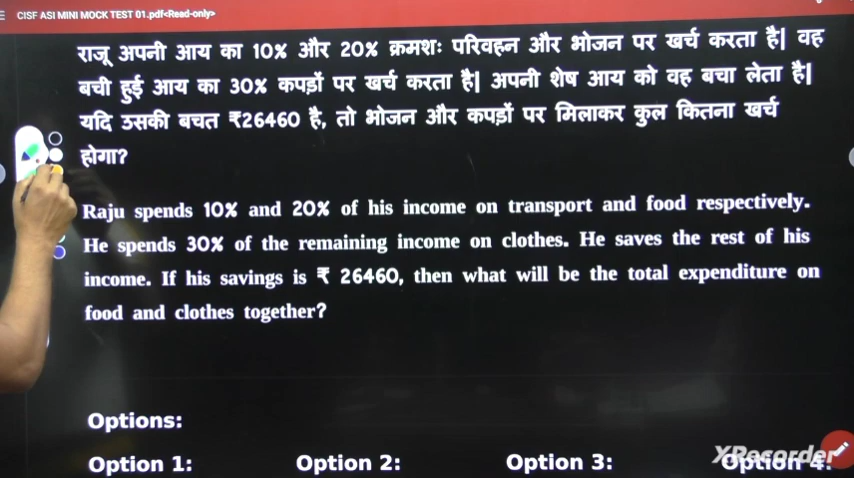 CISF ASI MINI MOCK TEST 01.pdf<Read-only>
राजू अपनी आय का 10% और 20% क्रमशः परिवहन और भोजन पर खर्च करता है| वह
बची हुई आय का 30% कपड़ों पर खर्च करता है| अपनी शेष आय को वह बचा लेता है|
यदि उसकी बचत ₹26460 है, तो भोजन और कपड़ों पर मिलाकर कुल कितना खर्च
होगा?
Raju spends 10% and 20% of his income on transport and food respectively.
He spends 30% of the remaining income on clothes. He saves the rest of his
income. If his savings is ₹ 26460, then what will be the total expenditure on
food and clothes together?
Options:
Option 1: Option 2: Option 3: Option 4:
XRecorder